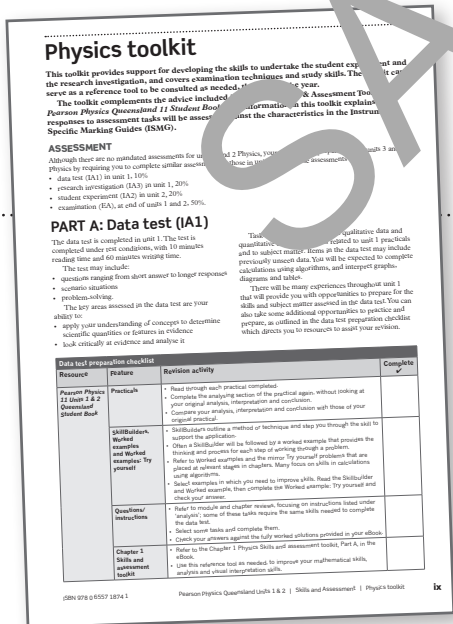 Physics toolkit
This toolkit provides support for developing the skills to undertake the student and
the research investigation, and covers examination techniques and study skills. The it can
serve as a reference tool to be consulted as needed, year.
The toolkit complements the advice included & Assessment
Pearson Physics Queensland 11 Student Book in this toolkit explains
responses to assessment tasks will be against the characteristics in the
Specific Marking Guides (ISMG).
ASSESSMENT
Although there are no mandated assessments for 2 Physics, 3 and
Physics by requiring you to complete similar those in assessments
• data test (IA1) in unit 1, 10%
• research investigation (IA3) in unit 1, 20%
• student experiment (IA2) in unit 2, 20%
• examination (EA), at end of units 1 and 2, 50%.
PART A: Data test (IA1)
The data test is completed in unit 1. The test is
completed under test conditions, with 10 minutes
reading time and 60 minutes writing time.
The test may include:
• questions ranging from short answer to longer responses
• scenario situations
• problem-solving.
The key areas assessed in the data test are your
ability to:
• apply your understanding of concepts to determine
scientific quantities or features in evidence
• look critically at evidence and analyse it
qualitative data and
quantitative related to unit 1 practicals
and to subject matter. Items in the data test may include
previously unseen data. You will be expected to complete
calculations using algorithms, and interpret graphs,
diagrams and tables.
There will be many experiences throughout unit 1
that will provide you with opportunities to prepare for the
skills and subject matter assessed in the data test. You can
also take some additional opportunities to practice and
prepare, as outlined in the data test preparation checklist
which directs you to resources to assist your revision.
Data test preparation checklist
Resource Feature Revision activity Complete ✓
Pearson Physics
11 Units 1 & 2
Queensland
Student Book
Practicals
• Read through each practical completed.
• Complete the analysing section of the practical again, without looking at
your original analysis, interpretation and conclusion.
• Compare your analysis, interpretation and conclusion with those of your
original practical.
SkillBuilders,
Worked
examples
and Worked
examples: Try
yourself
• SkillBuilders outline a method or technique and step you through the skill to
support the application.
• Often a SkillBuilder will be followed by a worked example that provides the
thinking and process for each step of working through a problem.
• Refer to Worked examples and the mirror Try yourself problems that are
placed at relevant stages in chapters. Many focus on skills in calculations
using algorithms.
• Select examples in which you need to improve skills. Read the Skillbuilder
and Worked example, then complete the Worked example: Try yourself and
check your answer.
Questions/
instructions
• Refer to module and chapter reviews, focusing on instructions listed under
'analysis'; some of these tasks require the same skills needed to complete
the data test.
• Select some tasks and complete them.
• Check your answers against the fully worked solutions provided in your eBook.
Chapter 1
Skills and
assessment
toolkit
• Refer to the Chapter 1 Physics Skills and assessment toolkit, Part A, in the
eBook.
• Use this reference tool as needed, to improve your mathematical skills,
analysis and visual interpretation skills.
ISBN 978 0 6557 1874 1 Pearson Physics Queensland Units 1 & 2 | Skills and Assessment | Physics toolkit ix